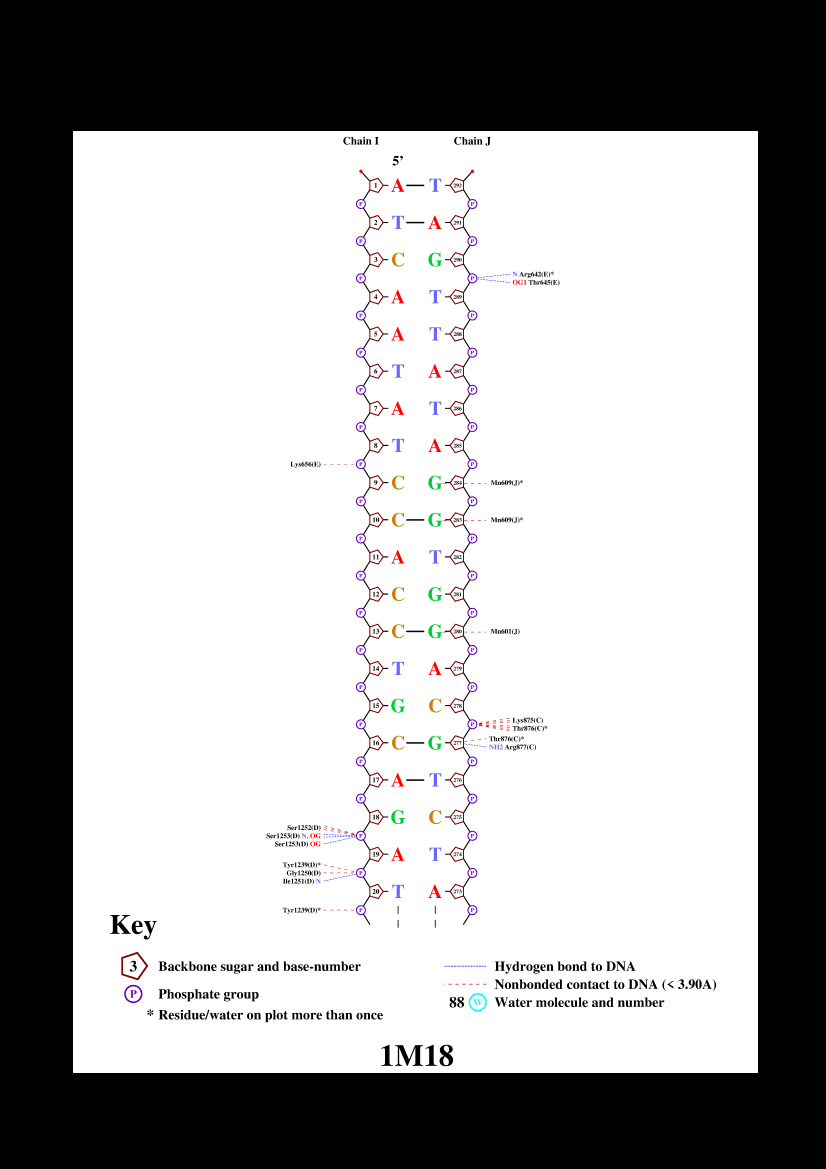 Chain I Chain J
5'
1 A T 292
P P
2 T A 291
P P
3 C G 290
P P N Arg642(E)*
OG1 Thr645(E)
4 A T 289
P P
5 A T 288
P P
6 T A 287
P P
7 A T 286
P P
8 T A 285
Lys656(E) P P
9 C G 284 Mn609(J)*
P P
10 C G 283 Mn609(J)*
P P
11 A T 282
P P
12 C G 281
P P
13 C G 280 Mn601(J)
P P
14 T A 279
P P
15 G C 278
Lys875(C)
P P Thr876(C)*
Thr876(C)*
16 C G 277 NH2 Arg877(C)
P P
17 A T 276
P P
18 G C 275
Ser1252(D)
Ser1253(D) N, OG P P
Ser1253(D) OG
19 A T 274
Tyr1239(D)*
Gly1250(D) P P
Ile1251(D) N
20 T A 273
Tyr1239(D)* P P
Key
3 Backbone sugar and base-number
P Phosphate group
* Residue/water on plot more than once
Hydrogen bond to DNA
Nonbonded contact to DNA (< 3.90A)
88 W Water molecule and number
1M18